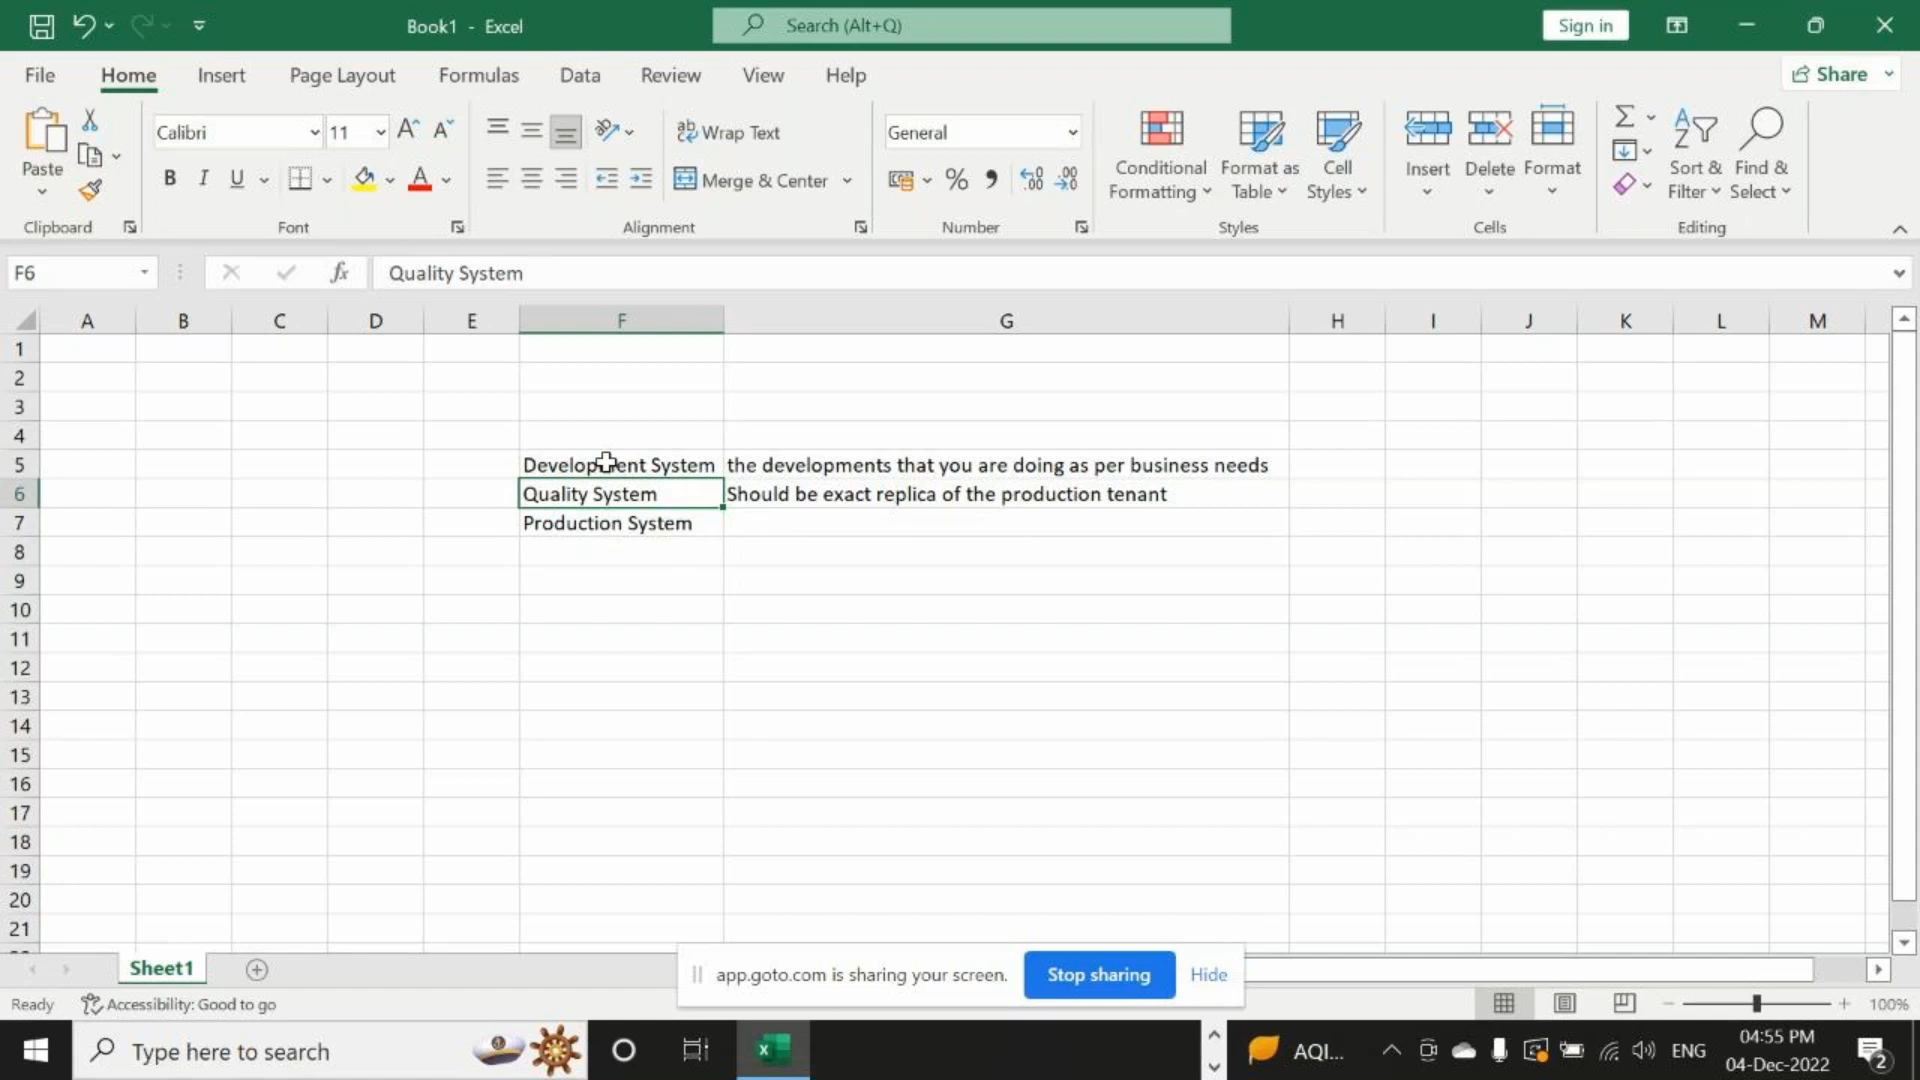 Book1 - Excel
Search (Alt+Q)
Sign in
File Home Insert Page Layout Formulas Data Review View Help
Share
Paste
Clipboard
Calibri 11
B I U
Font
Wrap Text
Merge & Center
Alignment
General
Number
Conditional Formatting
Format as Table
Cell Styles
Styles
Insert Delete Format
Cells
Sort & Filter
Find & Select
Editing
F6 fx Quality System
A B C D E F G H I J K L M
1
2
3
4
5 Development System the developments that you are doing as per business needs
6 Quality System Should be exact replica of the production tenant
7 Production System
8
9
10
11
12
13
14
15
16
17
18
19
20
21
Sheet1
app.goto.com is sharing your screen. Stop sharing Hide
Ready Accessibility: Good to go 100%
Type here to search
AQI...
ENG
04:55 PM
04-Dec-2022
2